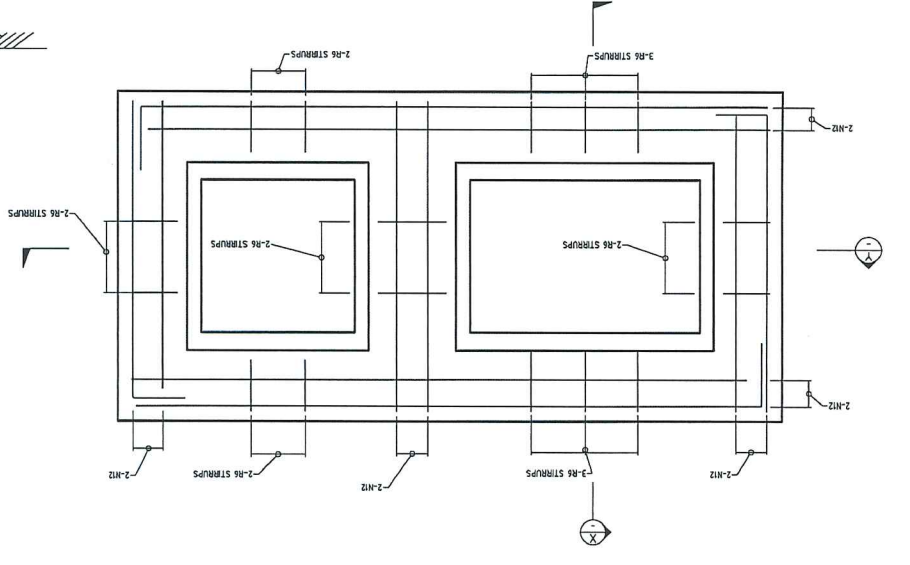 X
-
2-N12
3-R6 STIRRUPS
2-N12
2-R6 STIRRUPS
2-N12
2-N12
Y
-
2-R6 STIRRUPS
2-R6 STIRRUPS
2-R6 STIRRUPS
2-N12
3-R6 STIRRUPS
2-R6 STIRRUPS